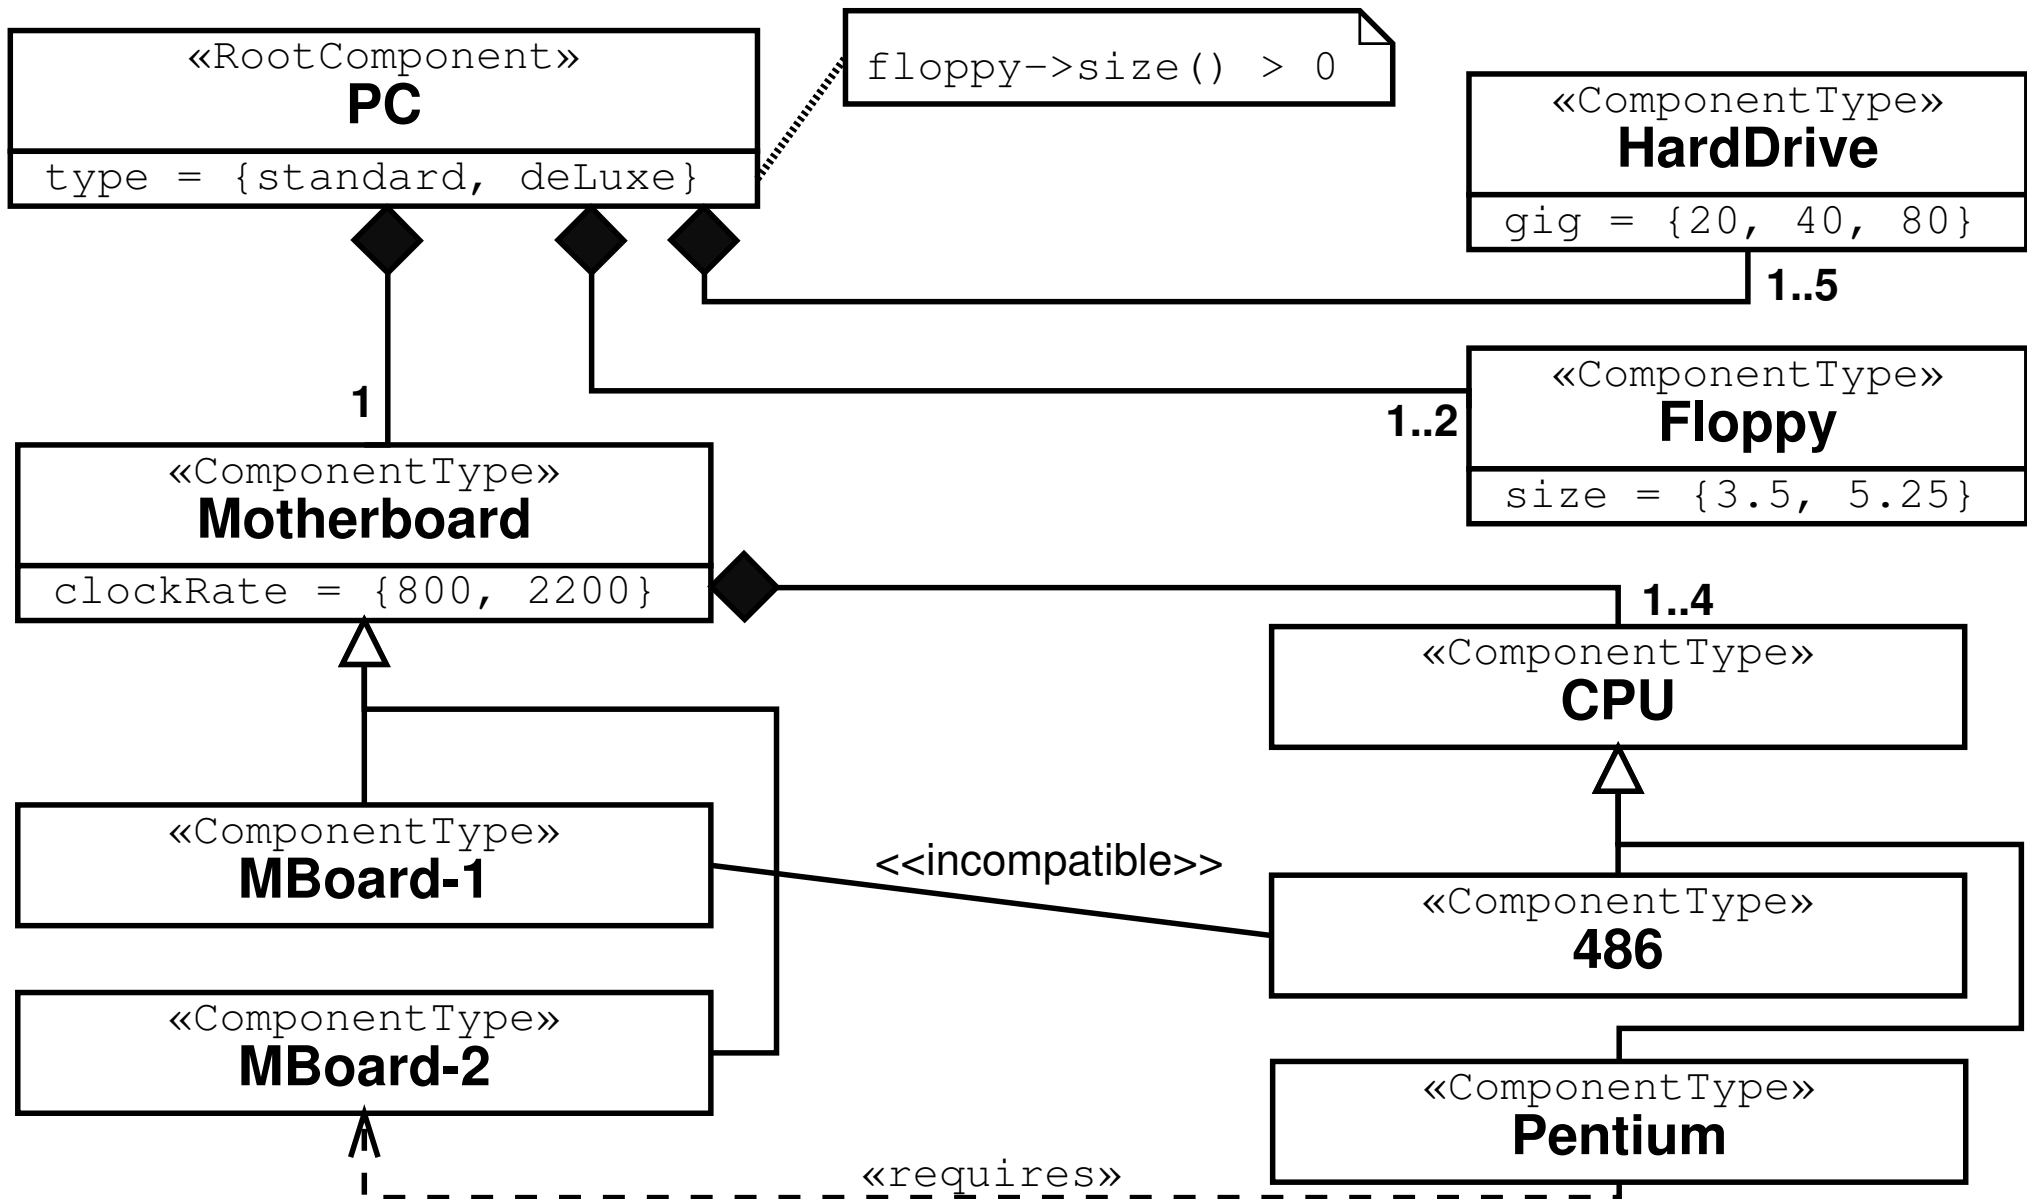 «RootComponent»
PC
type = {standard, deLuxe}
floppy->size() > 0
«ComponentType»
HardDrive
gig = {20, 40, 80}
1..5
1
1..2
«ComponentType»
Floppy
size = {3.5, 5.25}
«ComponentType»
Motherboard
clockRate = {800, 2200}
1..4
«ComponentType»
CPU
«ComponentType»
MBoard-1
<<incompatible>>
«ComponentType»
486
«ComponentType»
MBoard-2
«ComponentType»
Pentium
«requires»